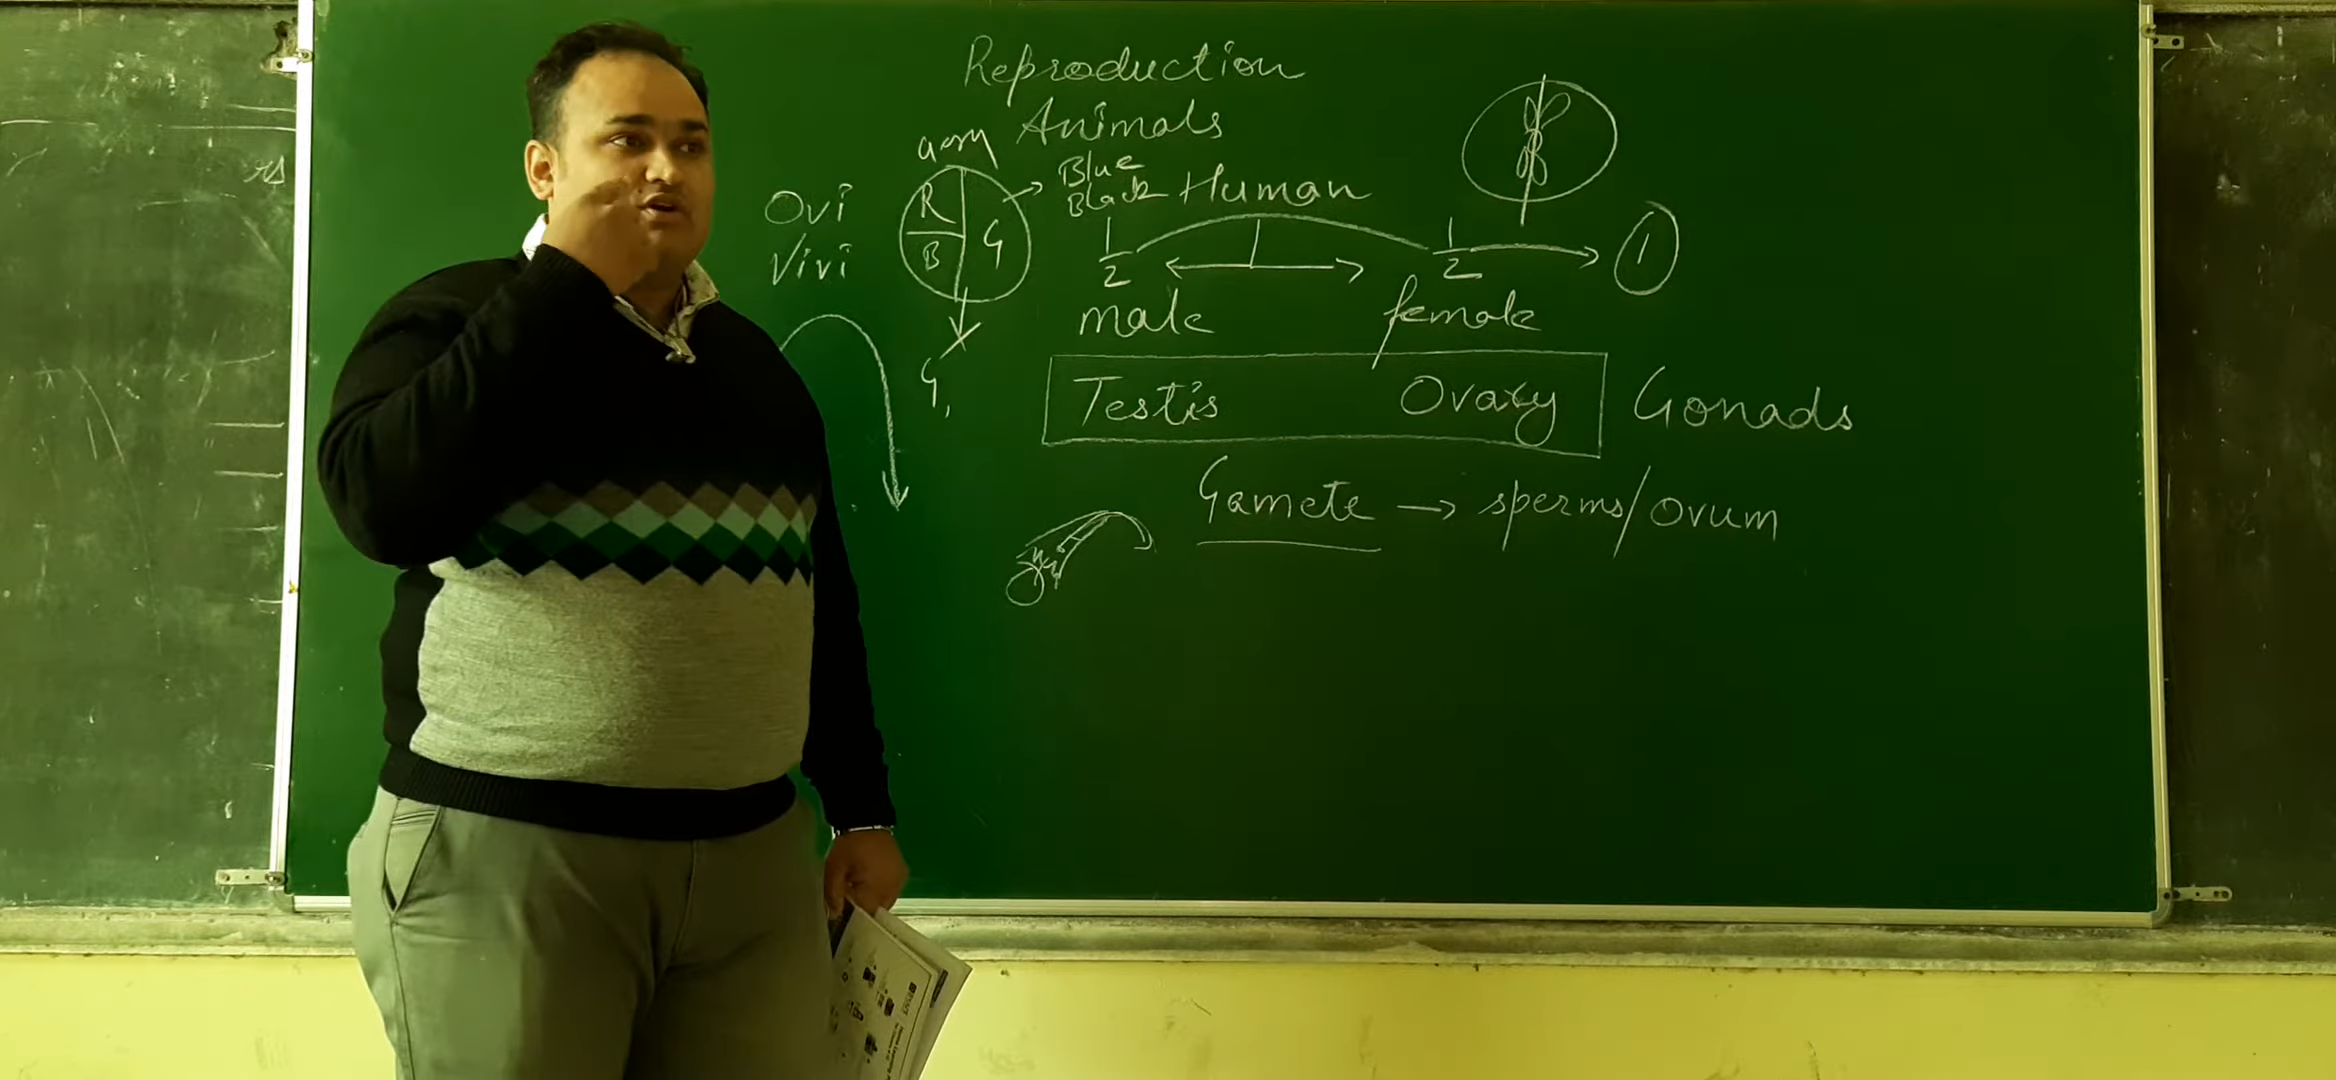 Reproduction
Animals
Blue
Black
Human
Ovi
Vivi
R
G
B
G,
1/2
1/2
1
male
female
Testis
Ovary
Gonads
Gamete → sperms/ovum